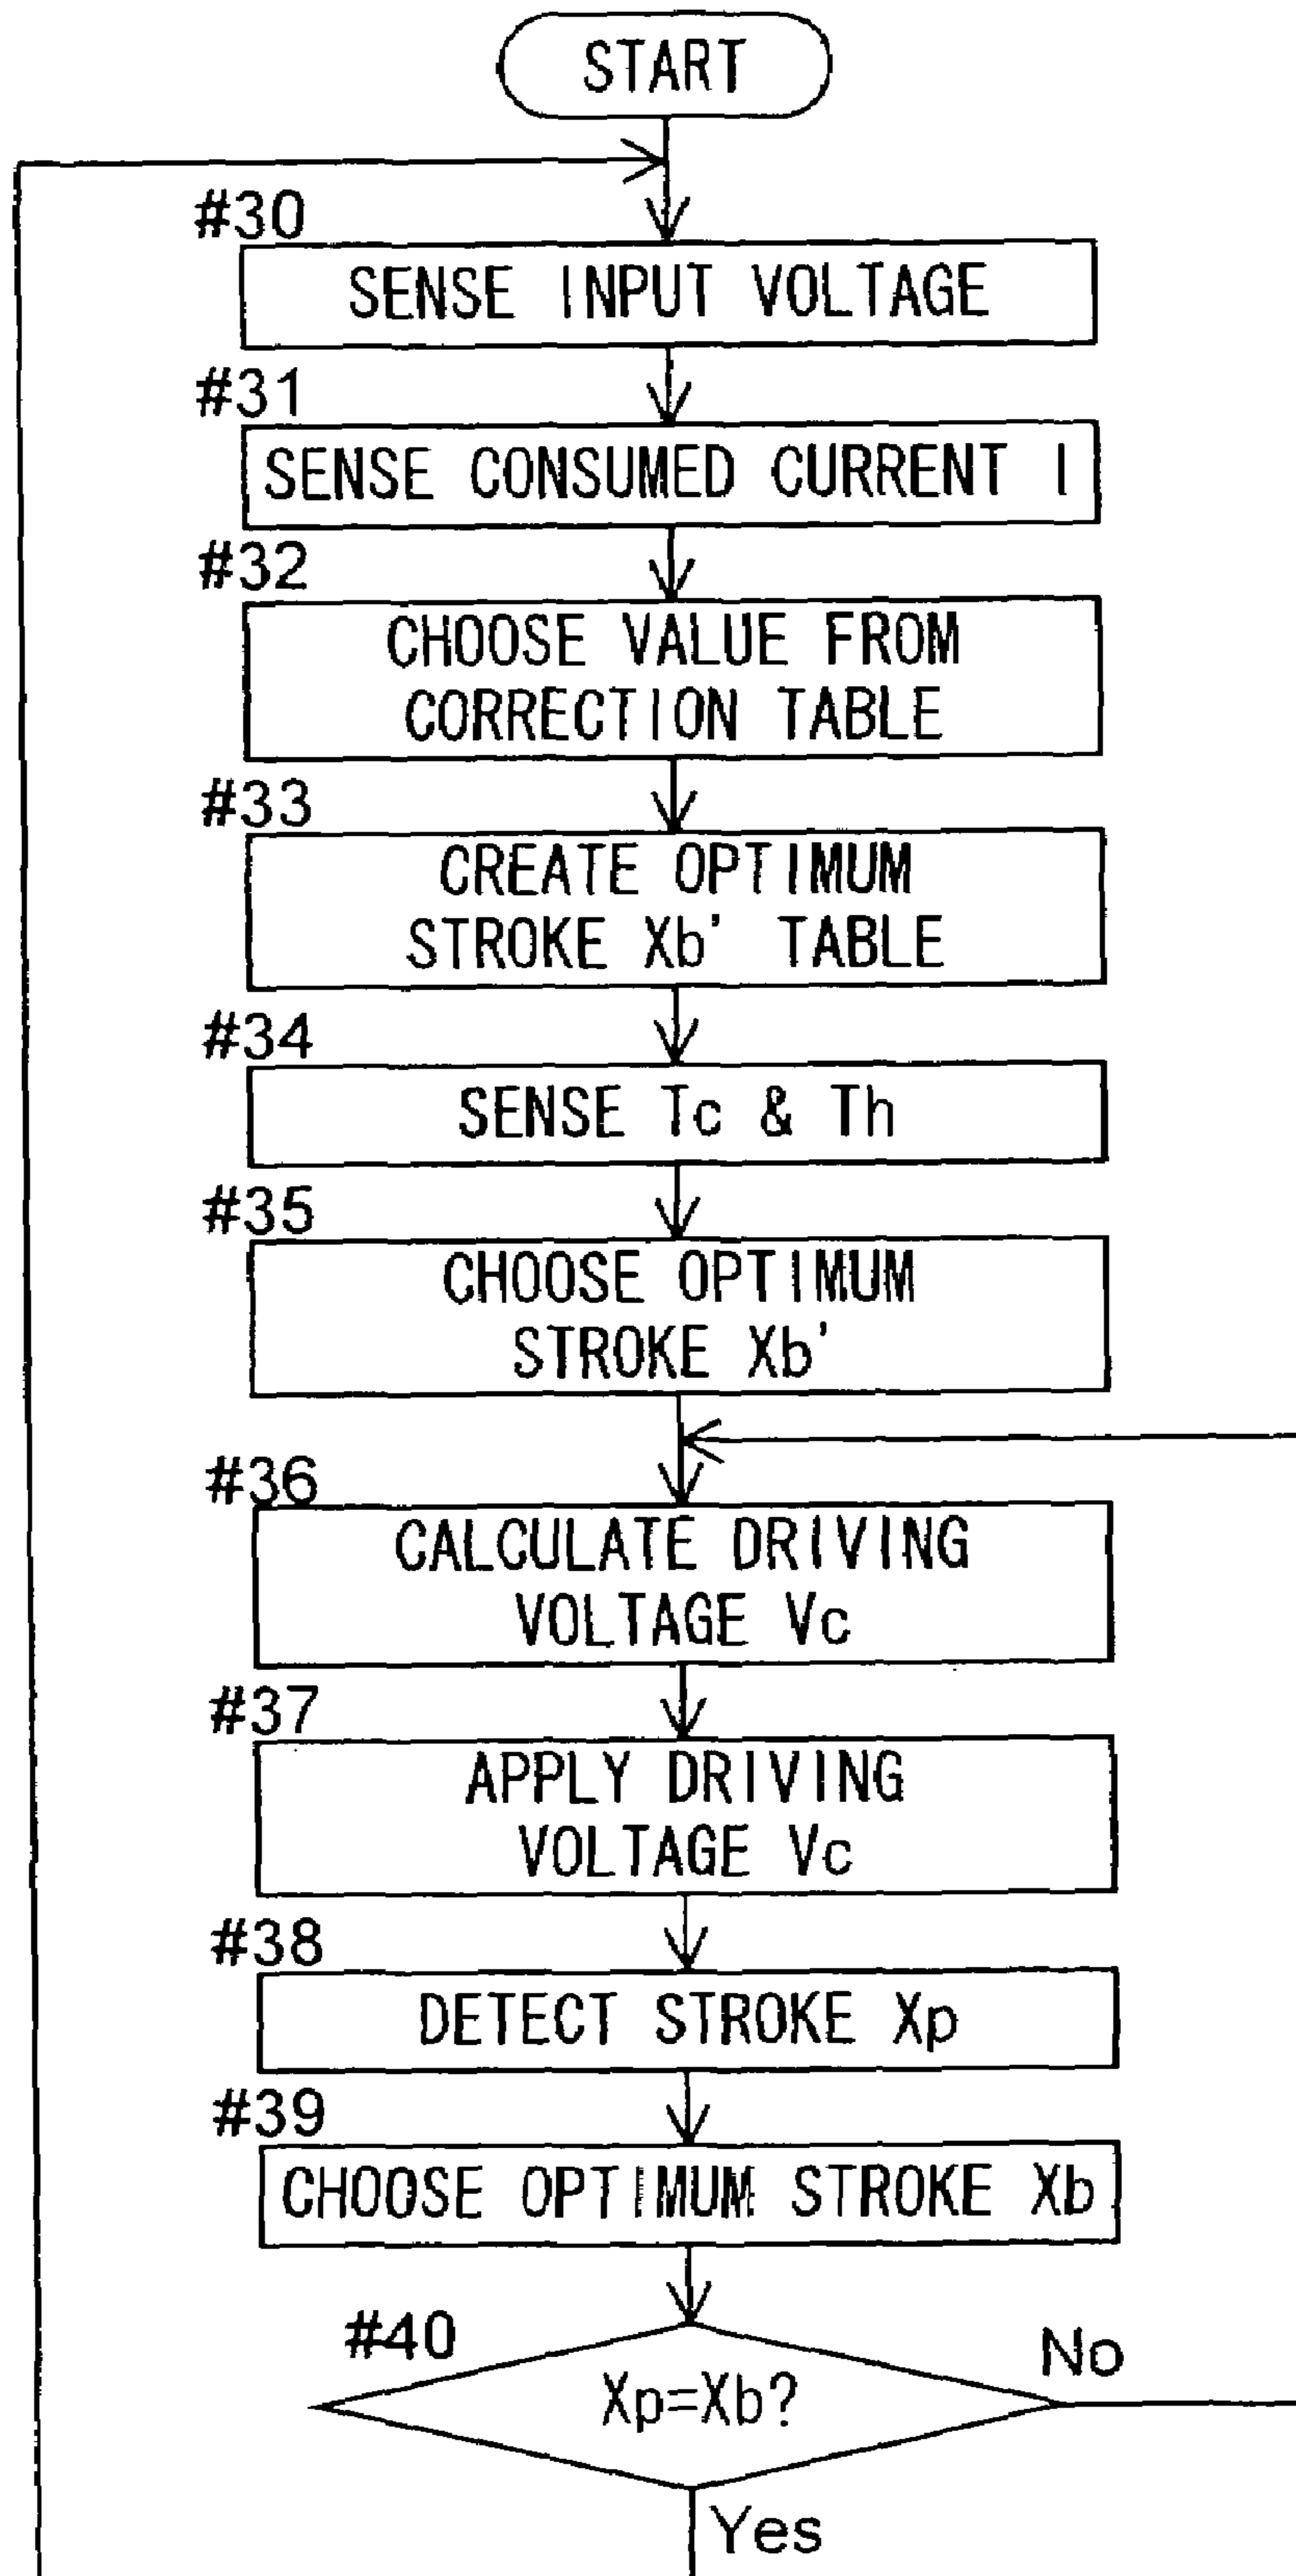 START
#30
SENSE INPUT VOLTAGE
#31
SENSE CONSUMED CURRENT I
#32
CHOOSE VALUE FROM
CORRECTION TABLE
#33
CREATE OPTIMUM
STROKE Xb' TABLE
#34
SENSE Tc & Th
#35
CHOOSE OPTIMUM
STROKE Xb'
#36
CALCULATE DRIVING
VOLTAGE Vc
#37
APPLY DRIVING
VOLTAGE Vc
#38
DETECT STROKE Xp
#39
CHOOSE OPTIMUM STROKE Xb
#40
No
Xp=Xb?
Yes